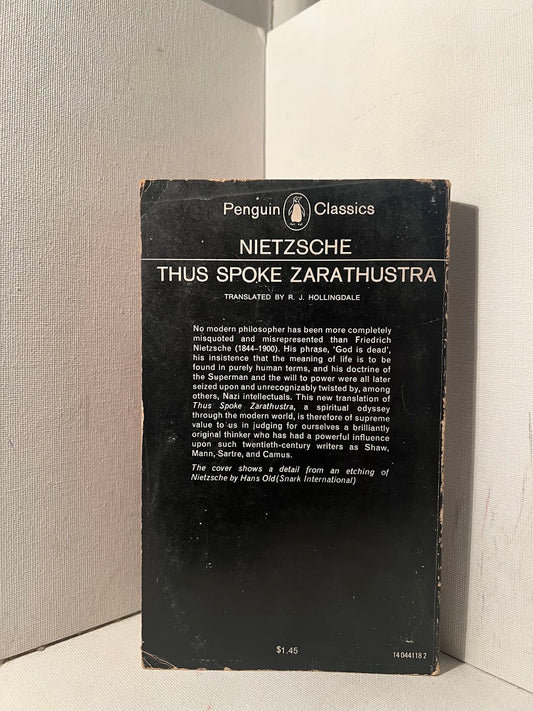 Penguin Classics
NIETZSCHE
THUS SPOKE ZARATHUSTRA
TRANSLATED BY R. J. HOLLINGDALE
No modern philosopher has been more completely
misquoted and misrepresented than Friedrich
Nietzsche (1844-1900). His phrase, 'God is dead',
his insistence that the meaning of life is to be
found in purely human terms, and his doctrine of
the Superman and the will to power were all later
seized upon and unrecognizably twisted by, among
others, Nazi intellectuals. This new translation of
Thus Spoke Zarathustra, a spiritual odyssey
through the modern world, is therefore of supreme
value to us in judging for ourselves a brilliantly
original thinker who has had a powerful influence
upon such twentieth-century writers as Shaw,
Mann, Sartre, and Camus.
The cover shows a detail from an etching of
Nietzsche by Hans Old (Snark International)
$1.45
14 044118 2